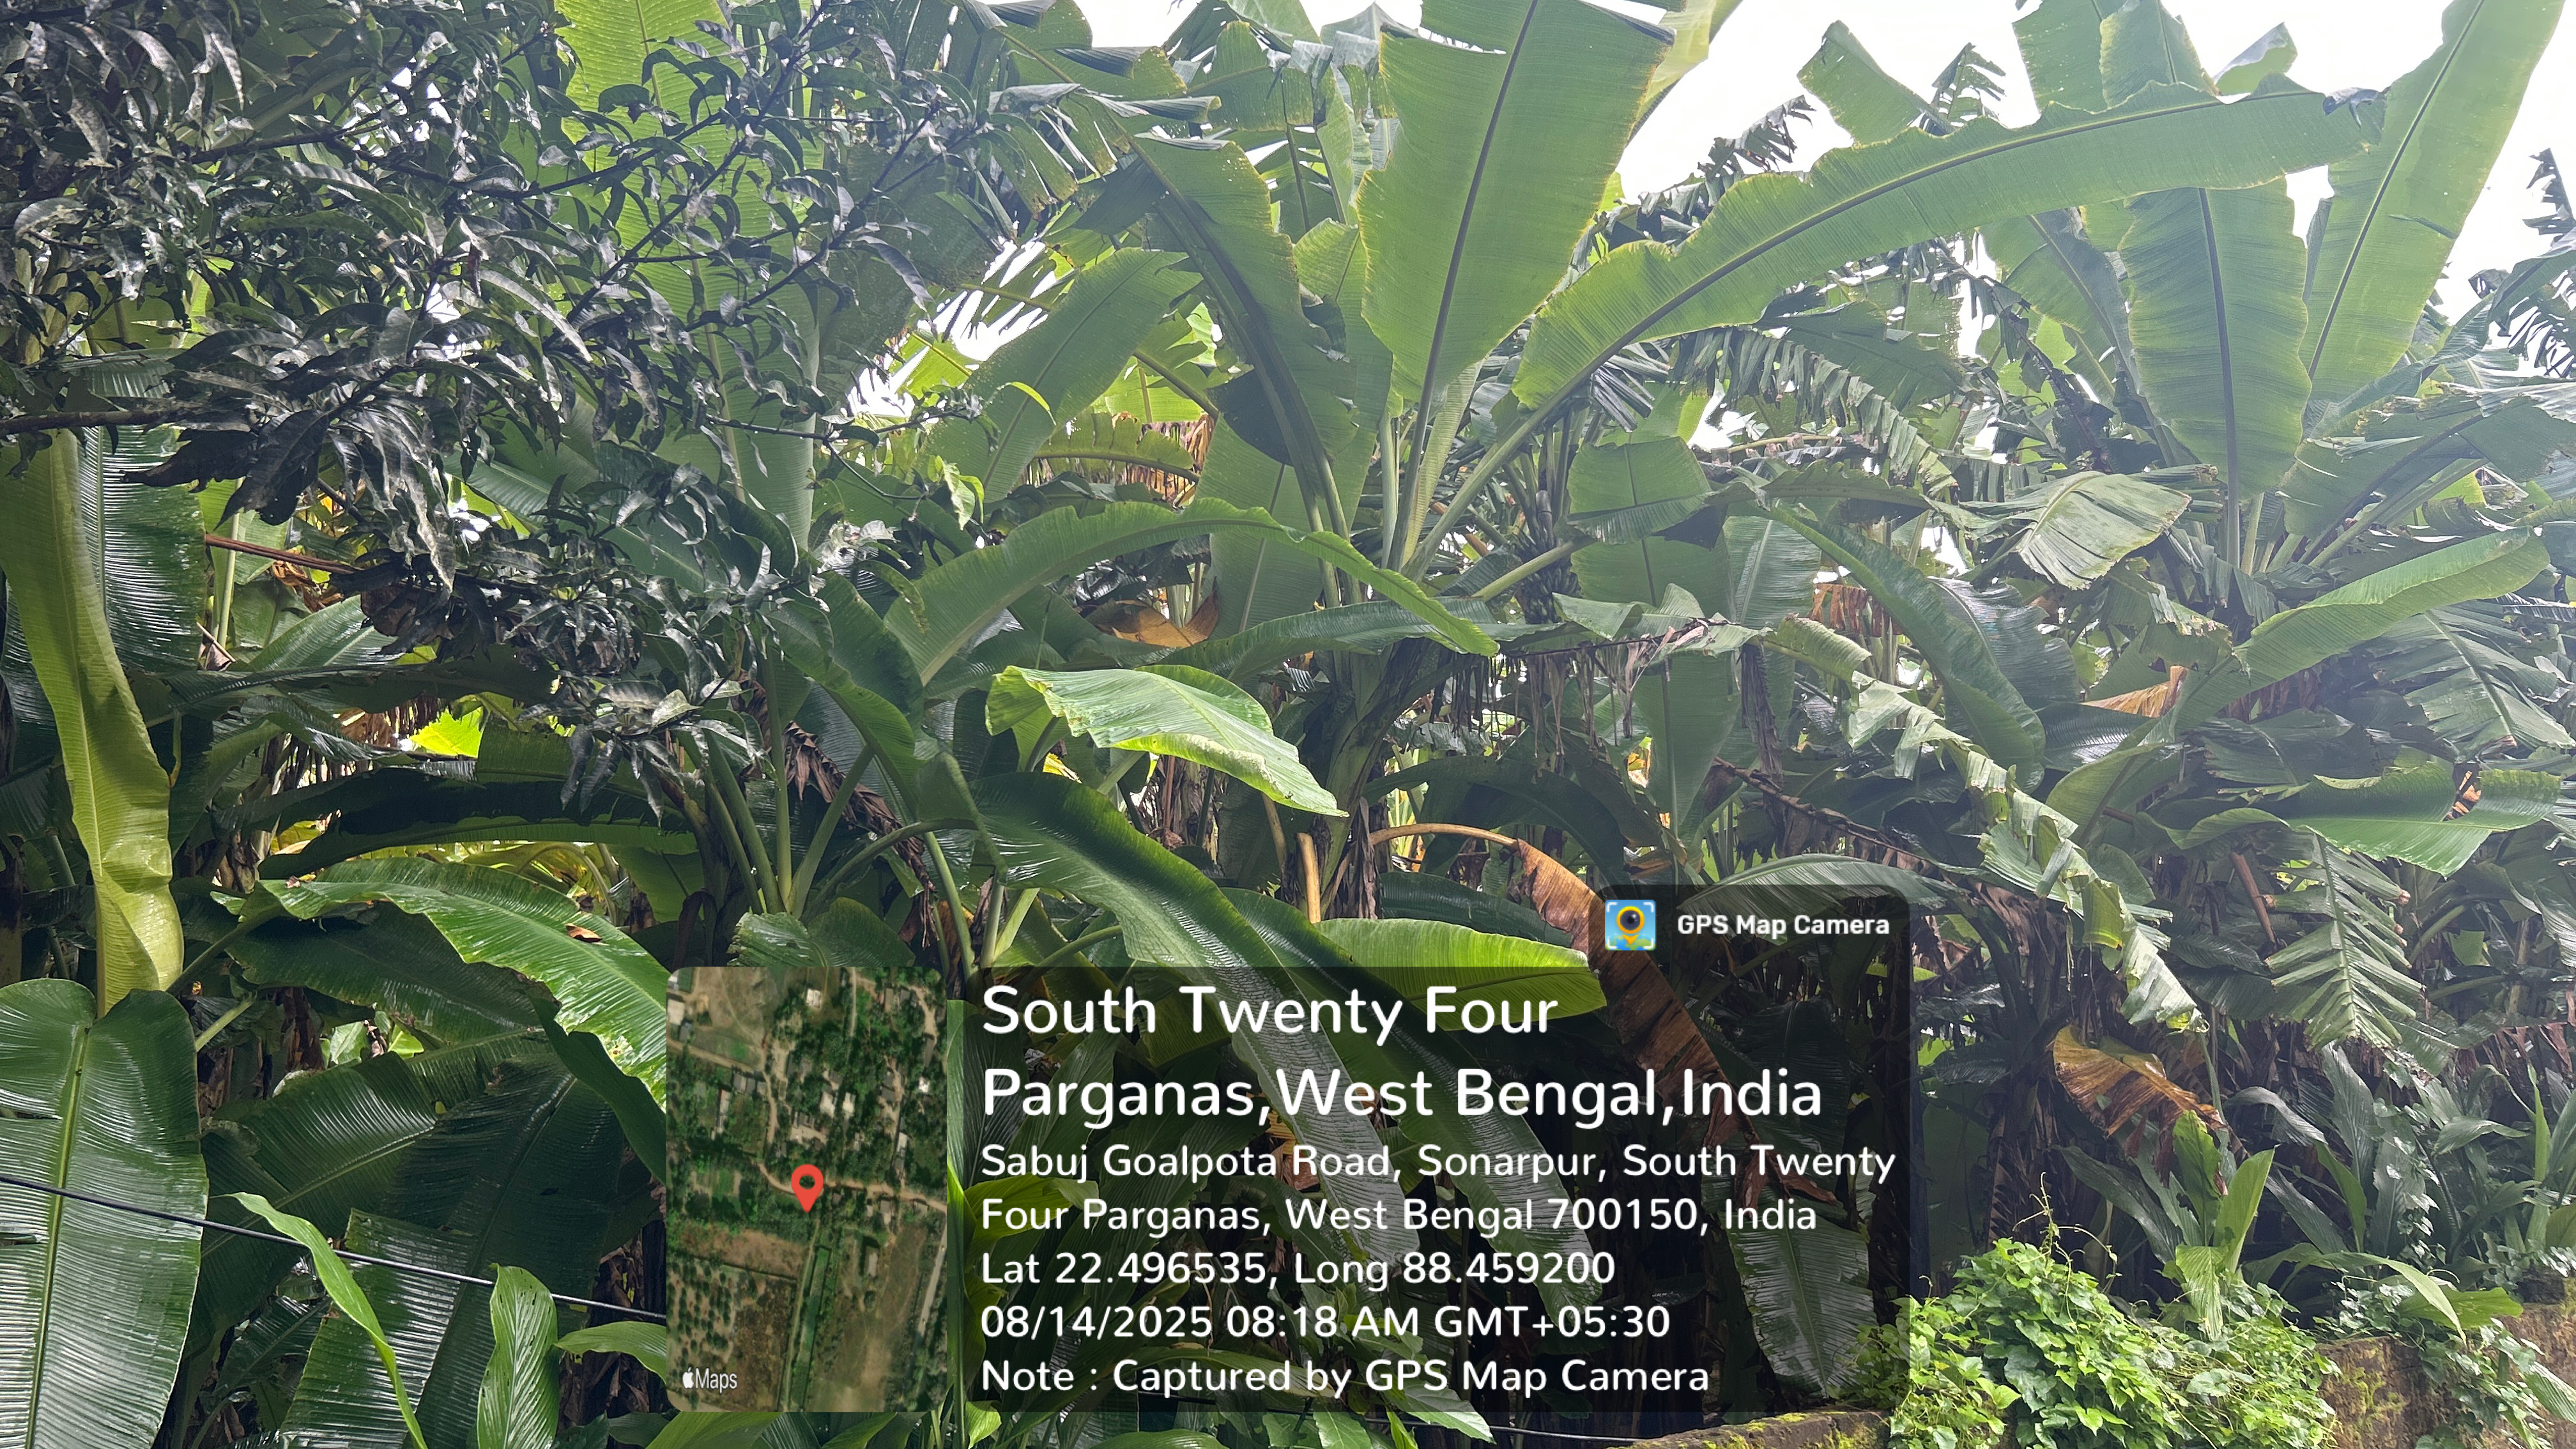 GPS Map Camera
South Twenty Four
Parganas,West Bengal,India
Sabuj Goalpota Road, Sonarpur, South Twenty
Four Parganas, West Bengal 700150, India
Lat 22.496535, Long 88.459200
08/14/2025 08:18 AM GMT+05:30
Note : Captured by GPS Map Camera
Maps